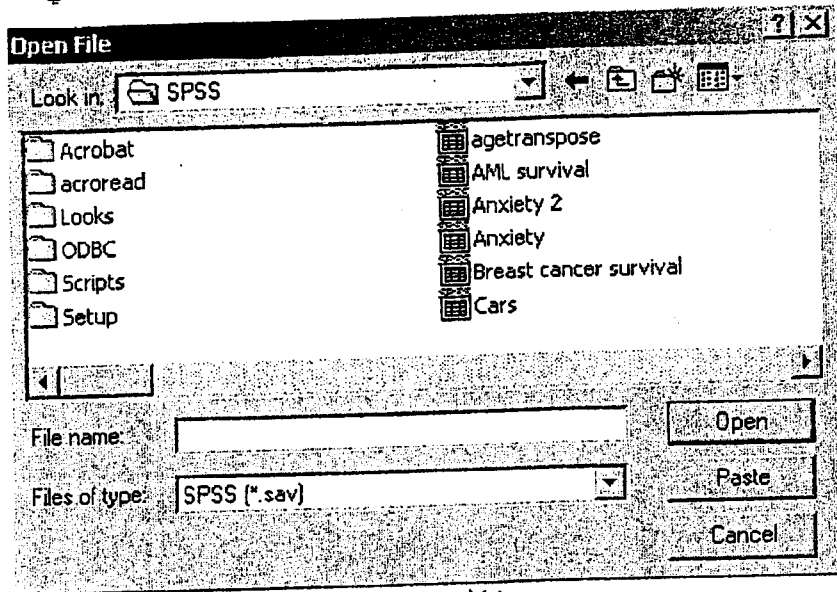 Open File
Look in: SPSS
Acrobat
acroread
Looks
ODBC
Scripts
Setup
agetranspose
AML survival
Anxiety 2
Anxiety
Breast cancer survival
Cars
File name:
Open
Files of type: SPSS (*.sav)
Paste
Cancel